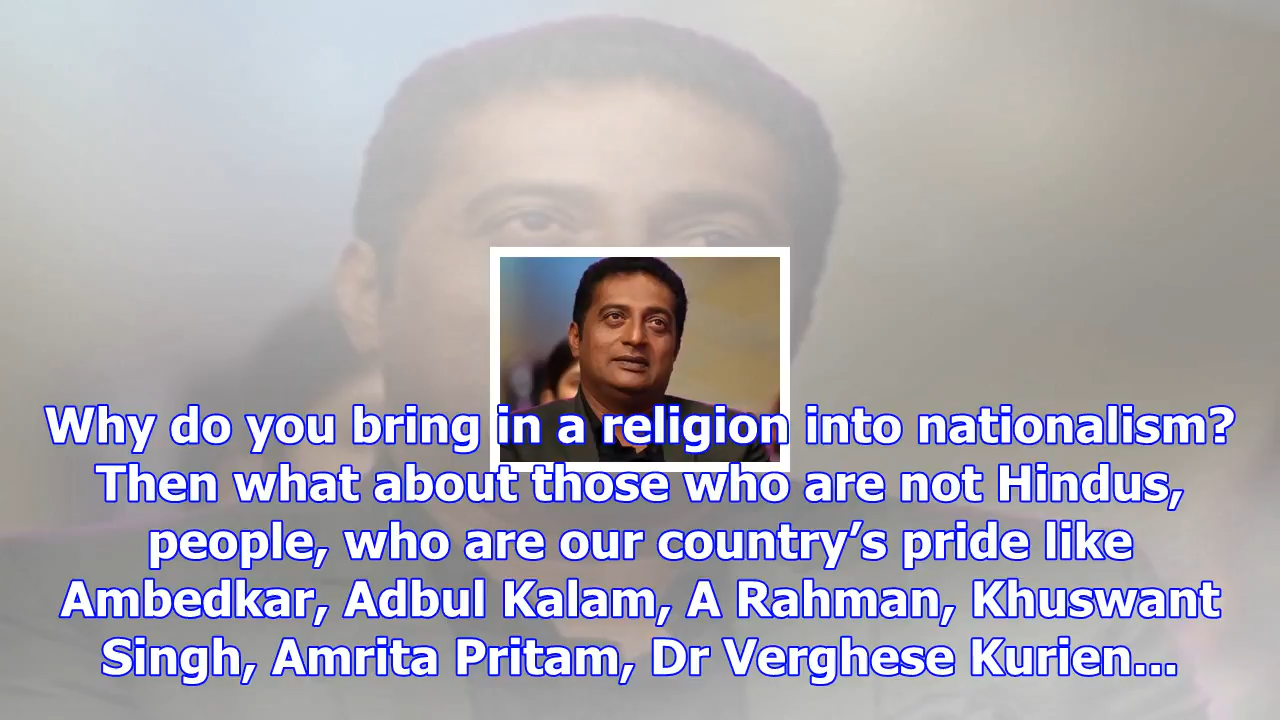 Why do you bring in a religion into nationalism?
Then what about those who are not Hindus,
people, who are our country’s pride like
Ambedkar, Adbul Kalam, A Rahman, Khuswant
Singh, Amrita Pritam, Dr Verghese Kurien...